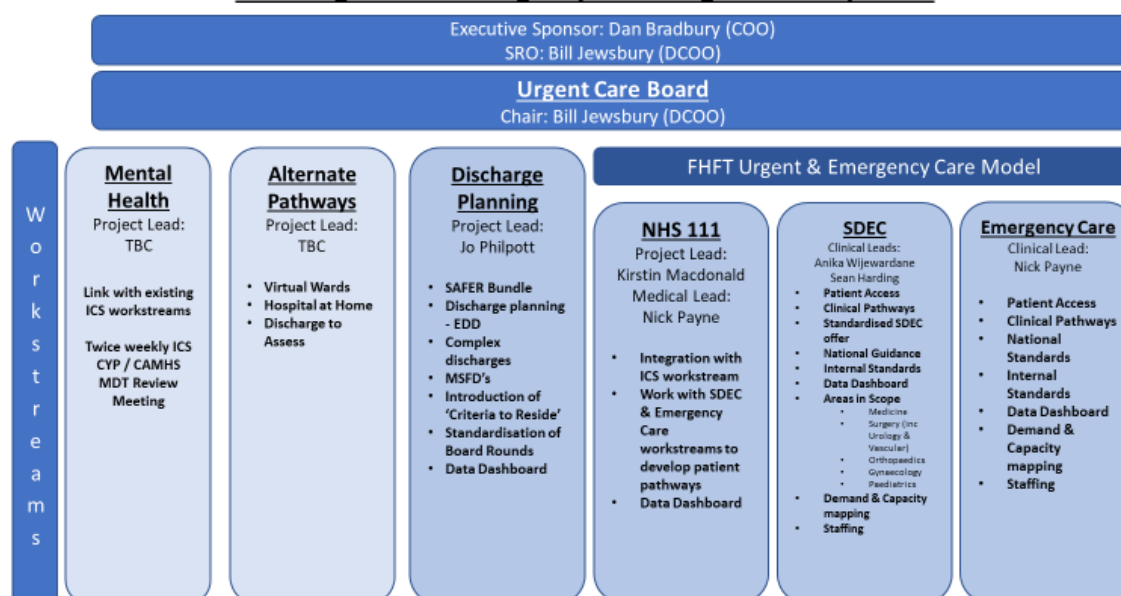 Executive Sponsor: Dan Bradbury (COO)
SRO: Bill Jewsbury (DCOO)
Urgent Care Board
Chair: Bill Jewsbury (DCOO)
Workstreams
Mental
Health
Project Lead:
TBC
Link with existing
ICS workstreams
Twice weekly ICS
CYP / CAMHS
MDT Review
Meeting
Alternate
Pathways
Project Lead:
TBC
• Virtual Wards
• Hospital at Home
• Discharge to
Assess
Discharge
Planning
Project Lead:
Jo Philpott
• SAFER Bundle
• Discharge planning
- EDD
• Complex
discharges
• MSFD's
• Introduction of
'Criteria to Reside'
• Standardisation of
Board Rounds
• Data Dashboard
FHFT Urgent & Emergency Care Model
NHS 111
Project Lead:
Kirstin Macdonald
Medical Lead:
Nick Payne
• Integration with
ICS workstream
• Work with SDEC
& Emergency
Care
workstreams to
develop patient
pathways
• Data Dashboard
SDEC
Clinical Leads:
Anika Wijewardane
Sean Harding
• Patient Access
• Clinical Pathways
• Standardised SDEC
offer
• National Guidance
• Internal Standards
• Data Dashboard
• Areas in Scope
• Medicine
• Surgery (inc
Urology &
Vascular)
• Orthopaedics
• Gynaecology
• Paediatrics
• Demand & Capacity
mapping
• Staffing
Emergency Care
Clinical Lead:
Nick Payne
• Patient Access
• Clinical Pathways
• National
Standards
• Internal
Standards
• Data Dashboard
• Demand &
Capacity
mapping
• Staffing